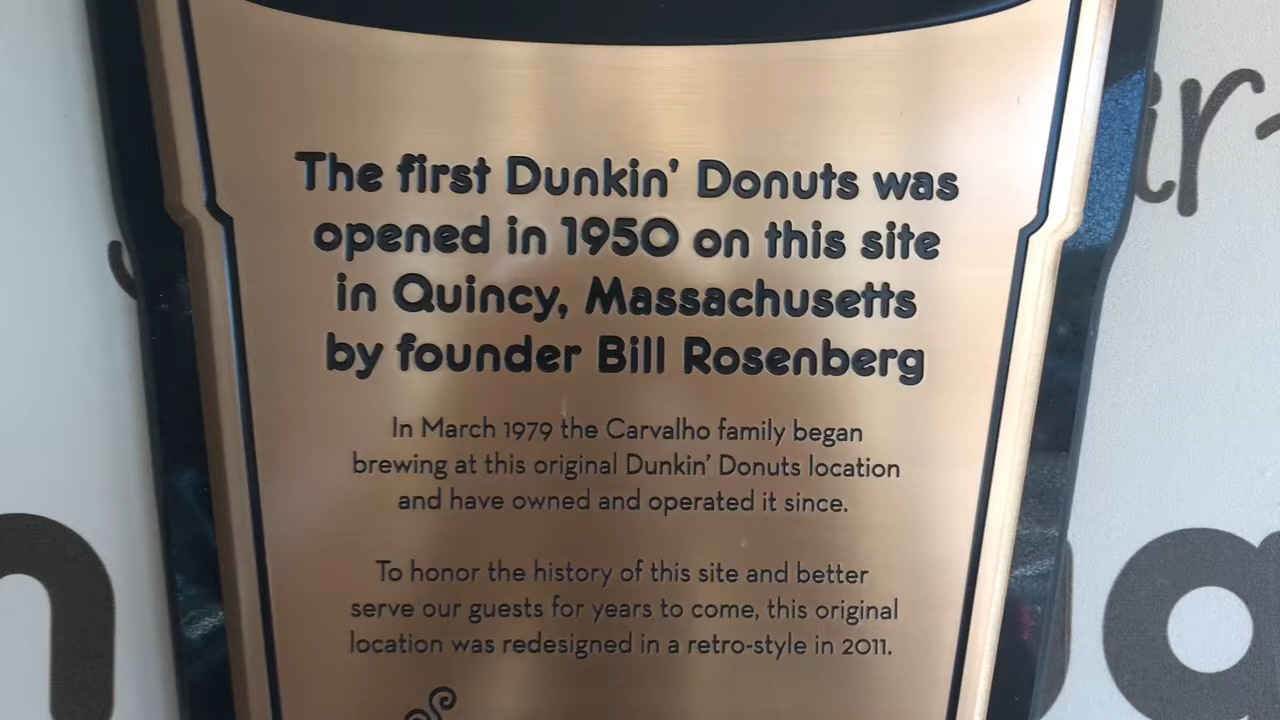 The first Dunkin' Donuts was
opened in 1950 on this site
in Quincy, Massachusetts
by founder Bill Rosenberg
In March 1979 the Carvalho family began
brewing at this original Dunkin' Donuts location
and have owned and operated it since.
To honor the history of this site and better
serve our guests for years to come, this original
location was redesigned in a retro-style in 2011.